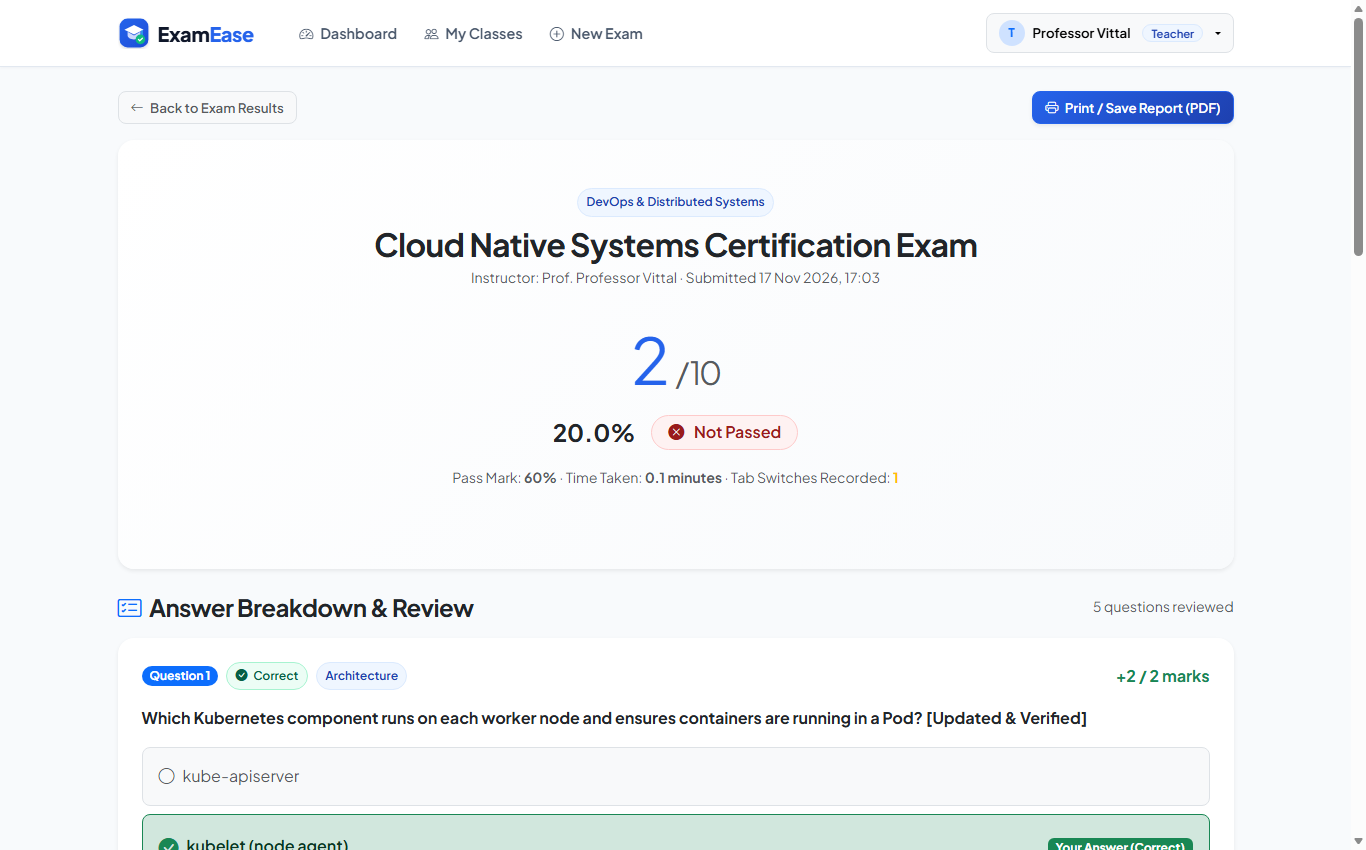 ExamEase
Dashboard
My Classes
New Exam
T
Professor Vittal
Teacher
Back to Exam Results
Print / Save Report (PDF)
DevOps & Distributed Systems
Cloud Native Systems Certification Exam
Instructor: Prof. Professor Vittal · Submitted 17 Nov 2026, 17:03
2 /10
20.0%
Not Passed
Pass Mark: 60% · Time Taken: 0.1 minutes · Tab Switches Recorded: 1
Answer Breakdown & Review
5 questions reviewed
Question 1
Correct
Architecture
+2 / 2 marks
Which Kubernetes component runs on each worker node and ensures containers are running in a Pod? [Updated & Verified]
kube-apiserver
kubelet (node agent)
Your Answer (Correct)